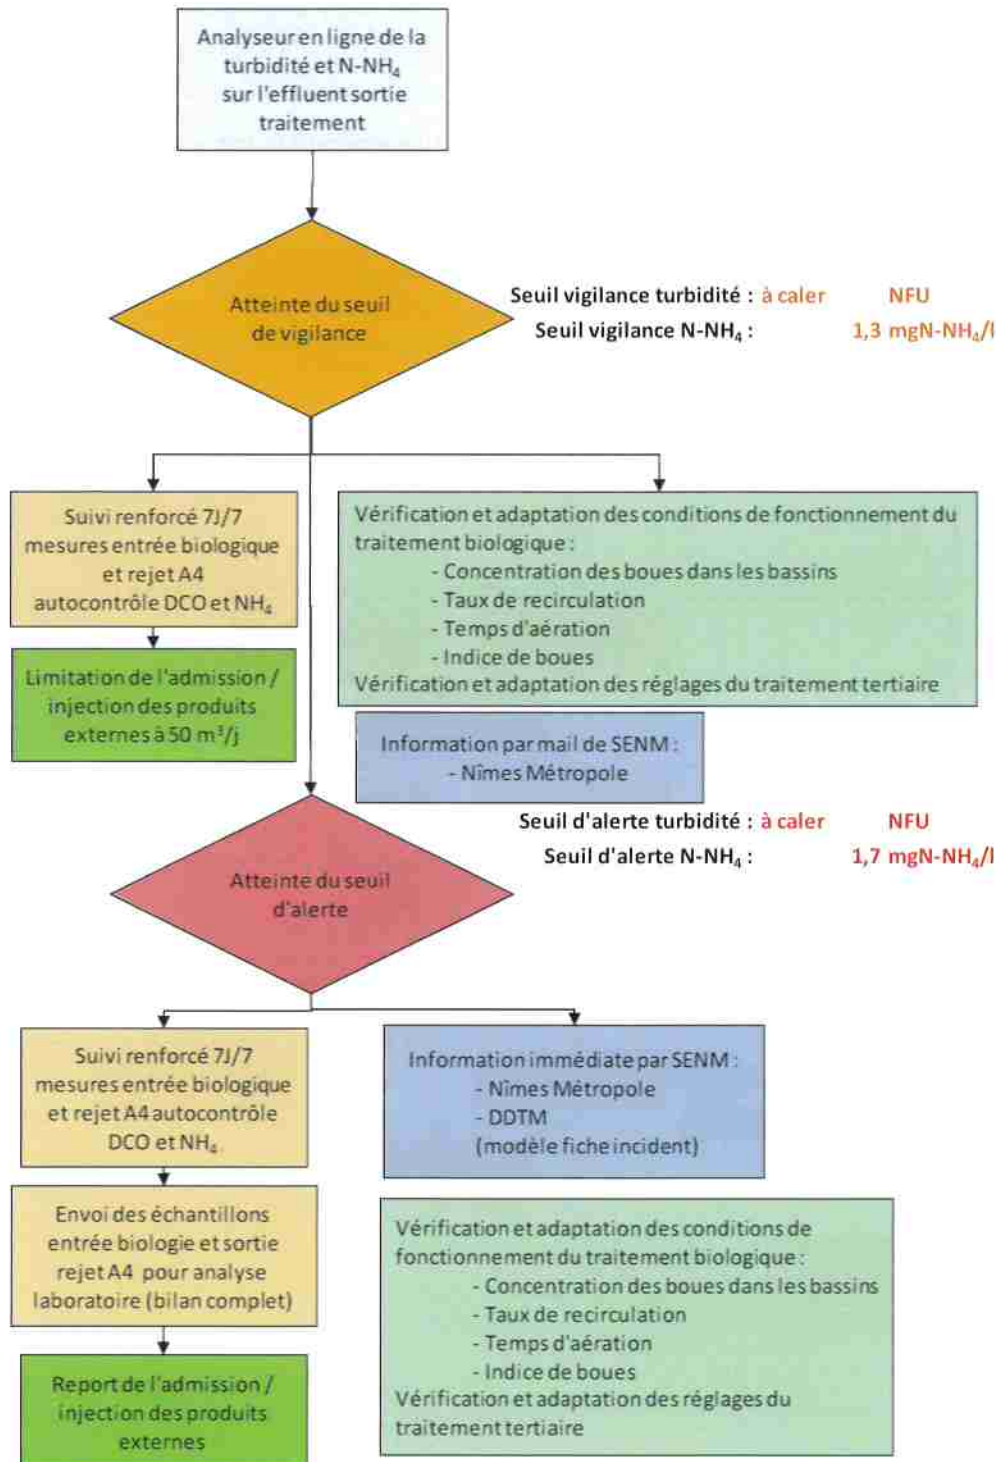 Analyseur en ligne de la
turbidité et N-NH₄
sur l'effluent sortie
traitement
Atteinte du seuil
de vigilance
Seuil vigilance turbidité : à caler NFU
Seuil vigilance N-NH₄ : 1,3 mgN-NH₄/l
Suivi renforcé 7J/7
mesures entrée biologique
et rejet A4
autocontrôle DCO et NH₄
Vérification et adaptation des conditions de fonctionnement du
traitement biologique :
- Concentration des boues dans les bassins
- Taux de recirculation
- Temps d'aération
- Indice de boues
Vérification et adaptation des réglages du traitement tertiaire
Limitation de l'admission /
injection des produits
externes à 50 m³/j
Information par mail de SENM :
- Nîmes Métropole
Seuil d'alerte turbidité : à caler NFU
Seuil d'alerte N-NH₄ : 1,7 mgN-NH₄/l
Atteinte du seuil
d'alerte
Suivi renforcé 7J/7
mesures entrée biologique
et rejet A4 autocontrôle
DCO et NH₄
Information immédiate par SENM :
- Nîmes Métropole
- DDTM
(modèle fiche incident)
Envoi des échantillons
entrée biologie et sortie
rejet A4 pour analyse
laboratoire (bilan complet)
Vérification et adaptation des conditions de
fonctionnement du traitement biologique :
- Concentration des boues dans les bassins
- Taux de recirculation
- Temps d'aération
- Indice de boues
Vérification et adaptation des réglages du
traitement tertiaire
Report de l'admission /
injection des produits
externes